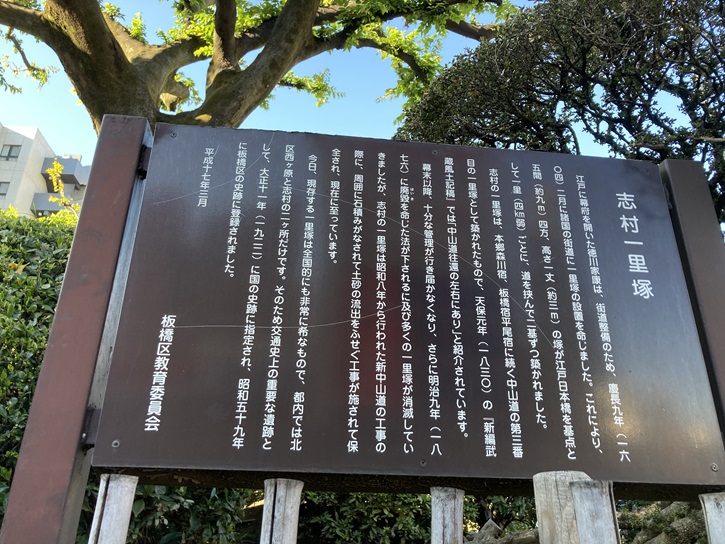 志村一里塚
江戸に幕府を開いた徳川家康は、街道整備のため、慶長九年（一六
〇四）二月に諸国の街道に一里塚の設置を命じました。これにより、
五間（約九ｍ）四方、高さ一丈（約三ｍ）の塚が江戸日本橋を基点と
して一里（四㎞弱）ごとに、道を挟んで二基ずつ築かれました。
志村の一里塚は、本郷森川宿、板橋宿平尾宿に続く中山道の第三番
目の一里塚として築かれたもので、天保元年（一八三〇）の『新編武
蔵風土記稿』では「中山道往還の左右にあり」と紹介されています。
幕末以降、十分な管理が行き届かなくなり、さらに明治九年（一八
七六）に廃毀を命じた法が下されるに及び多くの一里塚が消滅してい
はいき
きましたが、志村の一里塚は昭和八年から行われた新中山道の工事の
際に、周囲に石積みがなされて土砂の流出をふせぐ工事が施されて保
全され、現在に至っています。
今日、現存する一里塚は全国的にも非常に希なもので、都内では北
区西ヶ原と志村の二ヶ所だけです。そのため交通史上の重要な遺跡と
して、大正十一年（一九二二）に国の史跡に指定され、昭和五十九年
に板橋区の史跡に登録されました。
平成十七年三月
板橋区教育委員会